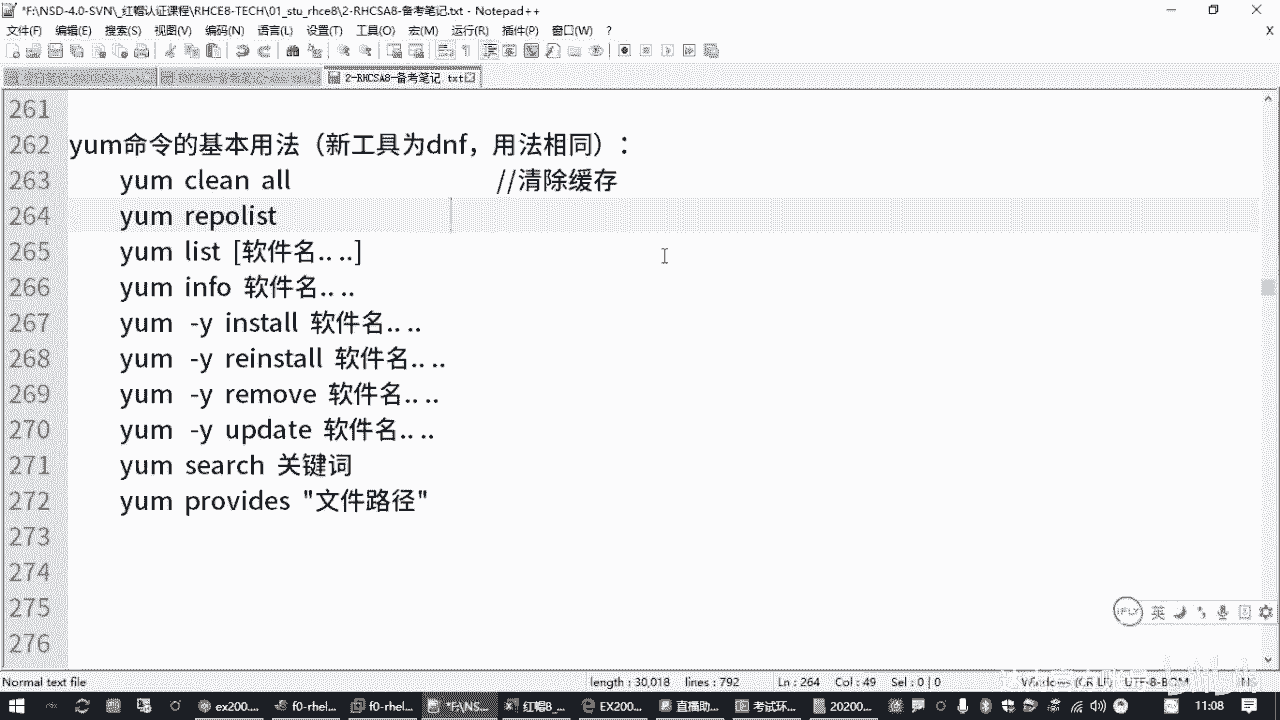 *F:\NSD-4.0-SVN\_红帽认证课程\RHCE8-TECH\01_stu_rhce8\2-RHCSA8-备考笔记.txt - Notepad++
文件(F) 编辑(E) 搜索(S) 视图(V) 编码(N) 语言(L) 设置(T) 工具(O) 宏(M) 运行(R) 插件(P) 窗口(W) ? X
2-RHCSA8-备考笔记.txt
261
262 yum命令的基本用法（新工具为dnf，用法相同）：
263 yum clean all //清除缓存
264 yum repolist
265 yum list [软件名.. ..]
266 yum info 软件名.. ..
267 yum -y install 软件名.. ..
268 yum -y reinstall 软件名.. ..
269 yum -y remove 软件名.. ..
270 yum -y update 软件名.. ..
271 yum search 关键词
272 yum provides "文件路径"
273
274
275
276
iFLY 英
Normal text file length : 30,018 lines : 792 Ln : 264 Col : 49 Sel : 0 | 0 Windows (CR LF) UTF-8-BOM
ex200... f0-rhel... f0-rhel... *F:\NS... 红帽8... EX200... 直播助... 考试环... 20200... 11:08